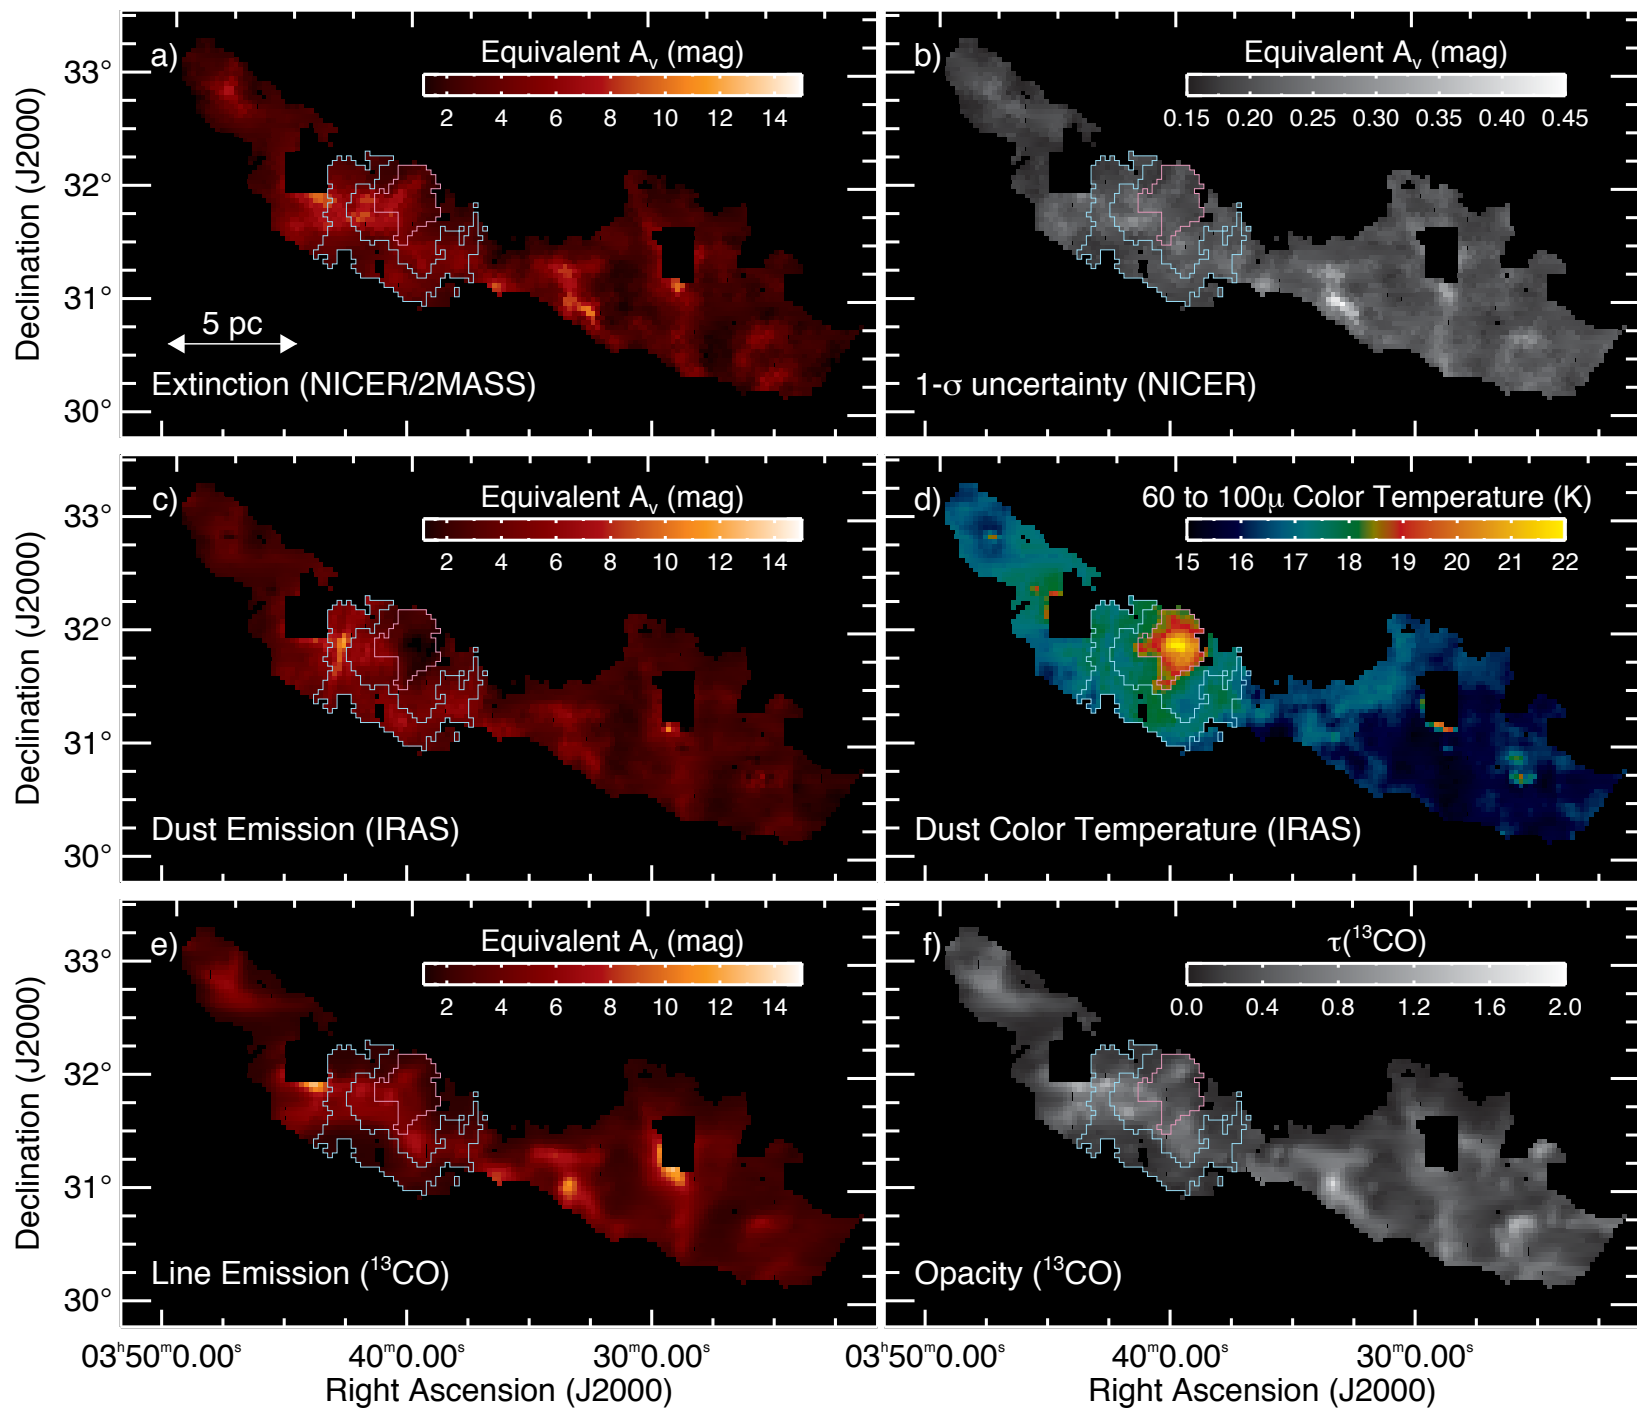 a)
Equivalent Aᵥ (mag)
2 4 6 8 10 12 14
33°
32°
31°
30°
Declination (J2000)
5 pc
Extinction (NICER/2MASS)
b)
Equivalent Aᵥ (mag)
0.15 0.20 0.25 0.30 0.35 0.40 0.45
1-σ uncertainty (NICER)
c)
Equivalent Aᵥ (mag)
2 4 6 8 10 12 14
33°
32°
31°
30°
Declination (J2000)
Dust Emission (IRAS)
d)
60 to 100μ Color Temperature (K)
15 16 17 18 19 20 21 22
Dust Color Temperature (IRAS)
e)
Equivalent Aᵥ (mag)
2 4 6 8 10 12 14
33°
32°
31°
30°
Declination (J2000)
Line Emission (¹³CO)
f)
τ(¹³CO)
0.0 0.4 0.8 1.2 1.6 2.0
Opacity (¹³CO)
03ʰ50ᵐ0.00ˢ 40ᵐ0.00ˢ 30ᵐ0.00ˢ
Right Ascension (J2000)
03ʰ50ᵐ0.00ˢ 40ᵐ0.00ˢ 30ᵐ0.00ˢ
Right Ascension (J2000)